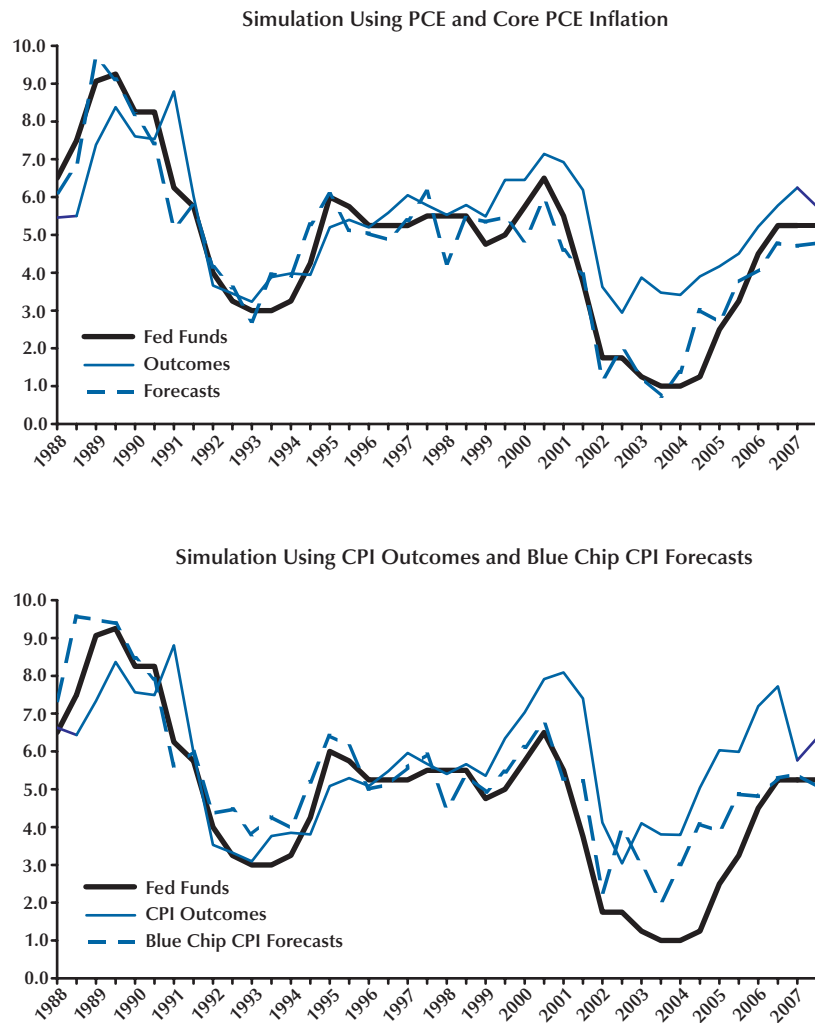 Simulation Using PCE and Core PCE Inflation
10.0
9.0
8.0
7.0
6.0
5.0
4.0
3.0
2.0
1.0
0.0
Fed Funds
Outcomes
Forecasts
1988 1989 1990 1991 1992 1993 1994 1995 1996 1997 1998 1999 2000 2001 2002 2003 2004 2005 2006 2007
Simulation Using CPI Outcomes and Blue Chip CPI Forecasts
10.0
9.0
8.0
7.0
6.0
5.0
4.0
3.0
2.0
1.0
0.0
Fed Funds
CPI Outcomes
Blue Chip CPI Forecasts
1988 1989 1990 1991 1992 1993 1994 1995 1996 1997 1998 1999 2000 2001 2002 2003 2004 2005 2006 2007